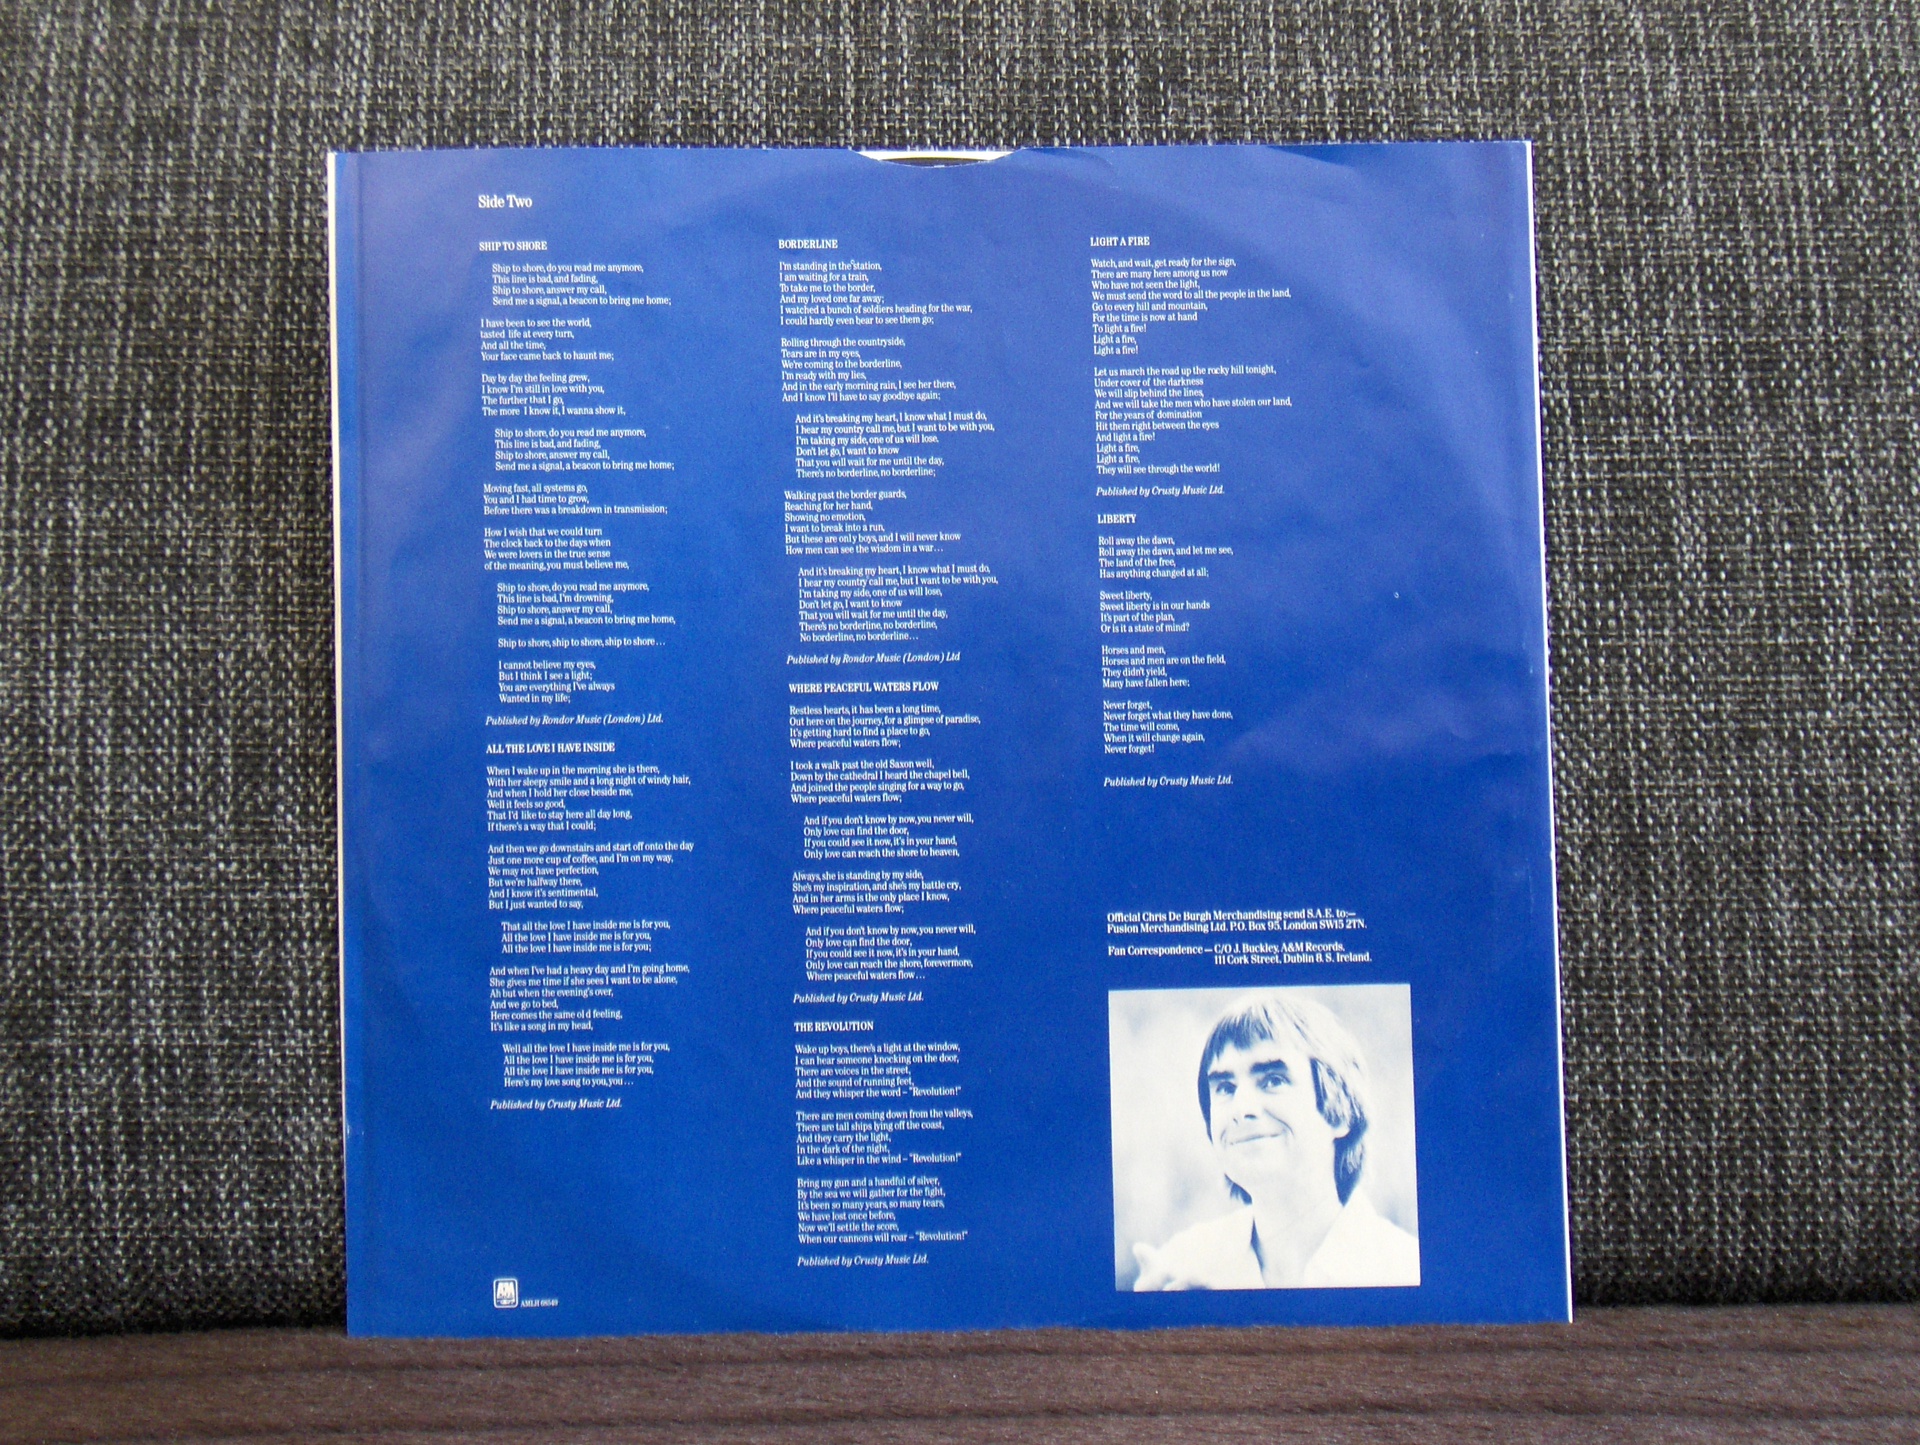 Side Two
SHIP TO SHORE
Ship to shore, do you read me anymore,
This line is bad, and fading,
Ship to shore, answer my call,
Send me a signal, a beacon to bring me home;
I have been to see the world,
tasted life at every turn,
And all the time,
Your face came back to haunt me;
Day by day the feeling grew,
I know I'm still in love with you,
The further that I go,
The more I know it, I wanna show it,
Ship to shore, do you read me anymore,
This line is bad, and fading,
Ship to shore, answer my call,
Send me a signal, a beacon to bring me home;
Moving fast, all systems go,
You and I had time to grow,
Before there was a breakdown in transmission;
How I wish that we could turn
The clock back to the days when
We were lovers in the true sense
of the meaning, you must believe me,
Ship to shore, do you read me anymore,
This line is bad, I'm drowning,
Ship to shore, answer my call,
Send me a signal, a beacon to bring me home,
Ship to shore, ship to shore, ship to shore...
I cannot believe my eyes,
But I think I see a light;
You are everything I've always
Wanted in my life;
Published by Rondor Music (London) Ltd.
ALL THE LOVE I HAVE INSIDE
When I wake up in the morning she is there,
With her sleepy smile and a long night of windy hair,
And when I hold her close beside me,
Well it feels so good,
That I'd like to stay here all day long,
If there's a way that I could;
And then we go downstairs and start off onto the day
Just one more cup of coffee, and I'm on my way,
We may not have perfection,
But we're halfway there,
And I know it's sentimental,
But I just wanted to say,
That all the love I have inside me is for you,
All the love I have inside me is for you,
All the love I have inside me is for you;
And when I've had a heavy day and I'm going home,
She gives me time if she sees I want to be alone,
Ah but when the evening's over,
And we go to bed,
Here comes the same old feeling,
It's like a song in my head,
Well all the love I have inside me is for you,
All the love I have inside me is for you,
All the love I have inside me is for you,
Here's my love song to you, you...
Published by Crusty Music Ltd.
A&M
BORDERLINE
I'm standing in the station,
I am waiting for a train,
To take me to the border,
And my loved one far away;
I watched a bunch of soldiers heading for the war,
I could hardly even bear to see them go;
Rolling through the countryside,
Tears are in my eyes,
We're coming to the borderline,
I'm ready with my lies,
And in the early morning rain, I see her there,
And I know I'll have to say goodbye again;
And it's breaking my heart, I know what I must do,
I hear my country call me, but I want to be with you,
I'm taking my side, one of us will lose,
Don't let go, I want to know
That you will wait for me until the day,
There's no borderline, no borderline;
Walking past the border guards,
Reaching for her hand,
Showing no emotion,
I want to break into a run,
But these are only boys, and I will never know
How men can see the wisdom in a war...
And it's breaking my heart, I know what I must do,
I hear my country call me, but I want to be with you,
I'm taking my side, one of us will lose,
Don't let go, I want to know
That you will wait for me until the day,
There's no borderline, no borderline,
No borderline, no borderline...
Published by Rondor Music (London) Ltd
WHERE PEACEFUL WATERS FLOW
Restless hearts, it has been a long time,
Out here on the journey, for a glimpse of paradise,
It's getting hard to find a place to go,
Where peaceful waters flow;
I took a walk past the old Saxon well,
Down by the cathedral I heard the chapel bell,
And joined the people singing for a way to go,
Where peaceful waters flow;
And if you don't know by now, you never will,
Only love can find the door,
If you could see it now, it's in your hand,
Only love can reach the shore to heaven,
Always, she is standing by my side,
She's my inspiration, and she's my battle cry,
And in her arms is the only place I know,
Where peaceful waters flow;
And if you don't know by now, you never will,
Only love can find the door,
If you could see it now, it's in your hand,
Only love can reach the shore, forevermore,
Where peaceful waters flow...
Published by Crusty Music Ltd.
THE REVOLUTION
Wake up boys, there's a light at the window,
I can hear someone knocking on the door,
There are voices in the street,
And the sound of running feet,
And they whisper the word – "Revolution!"
There are men coming down from the valleys,
There are tall ships lying off the coast,
And they carry the light,
In the dark of the night,
Like a whisper in the wind – "Revolution!"
Bring my gun and a handful of silver,
By the sea we will gather for the fight,
It's been so many years, so many tears,
We have lost once before,
Now we'll settle the score,
When our cannons will roar – "Revolution!"
Published by Crusty Music Ltd.
LIGHT A FIRE
Watch, and wait, get ready for the sign,
There are many here among us now
Who have not seen the light,
We must send the word to all the people in the land,
Go to every hill and mountain,
For the time is now at hand
To light a fire!
Light a fire,
Light a fire!
Let us march the road up the rocky hill tonight,
Under cover of the darkness
We will slip behind the lines,
And we will take the men who have stolen our land,
For the years of domination
Hit them right between the eyes
And light a fire!
Light a fire,
Light a fire,
They will see through the world!
Published by Crusty Music Ltd.
LIBERTY
Roll away the dawn,
Roll away the dawn, and let me see,
The land of the free,
Has anything changed at all;
Sweet liberty,
Sweet liberty is in our hands
It's part of the plan,
Or is it a state of mind?
Horses and men,
Horses and men are on the field,
They didn't yield,
Many have fallen here;
Never forget,
Never forget what they have done,
The time will come,
When it will change again,
Never forget!
Published by Crusty Music Ltd.
Official Chris De Burgh Merchandising send S.A.E. to:—
Fusion Merchandising Ltd. P.O. Box 95, London SW15 2TN.
Fan Correspondence — C/O J. Buckley, A&M Records,
111 Cork Street, Dublin 8. S. Ireland.